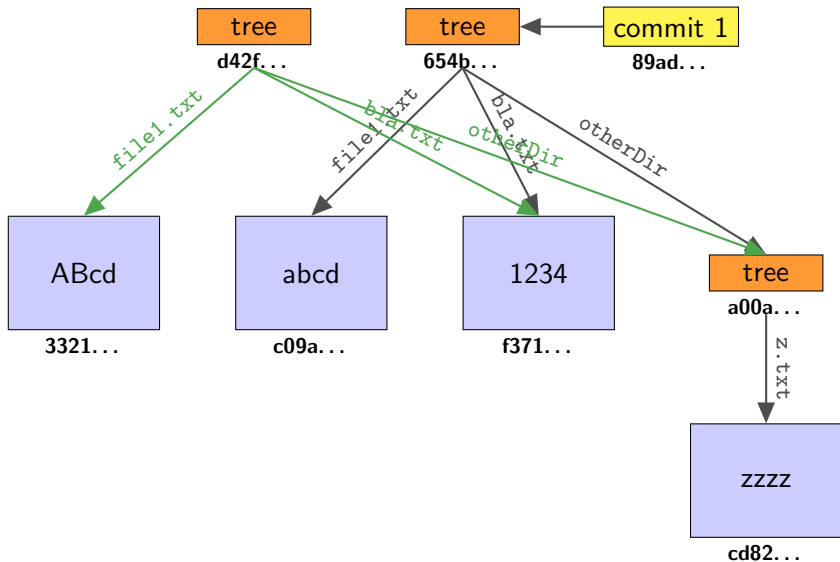 tree
tree
commit 1
d42f...
654b...
89ad...
file1.txt
bla.txt
otherDir
file1.txt
bla.txt
otherDir
ABcd
abcd
1234
tree
3321...
c09a...
f371...
a00a...
z.txt
zzzz
cd82...